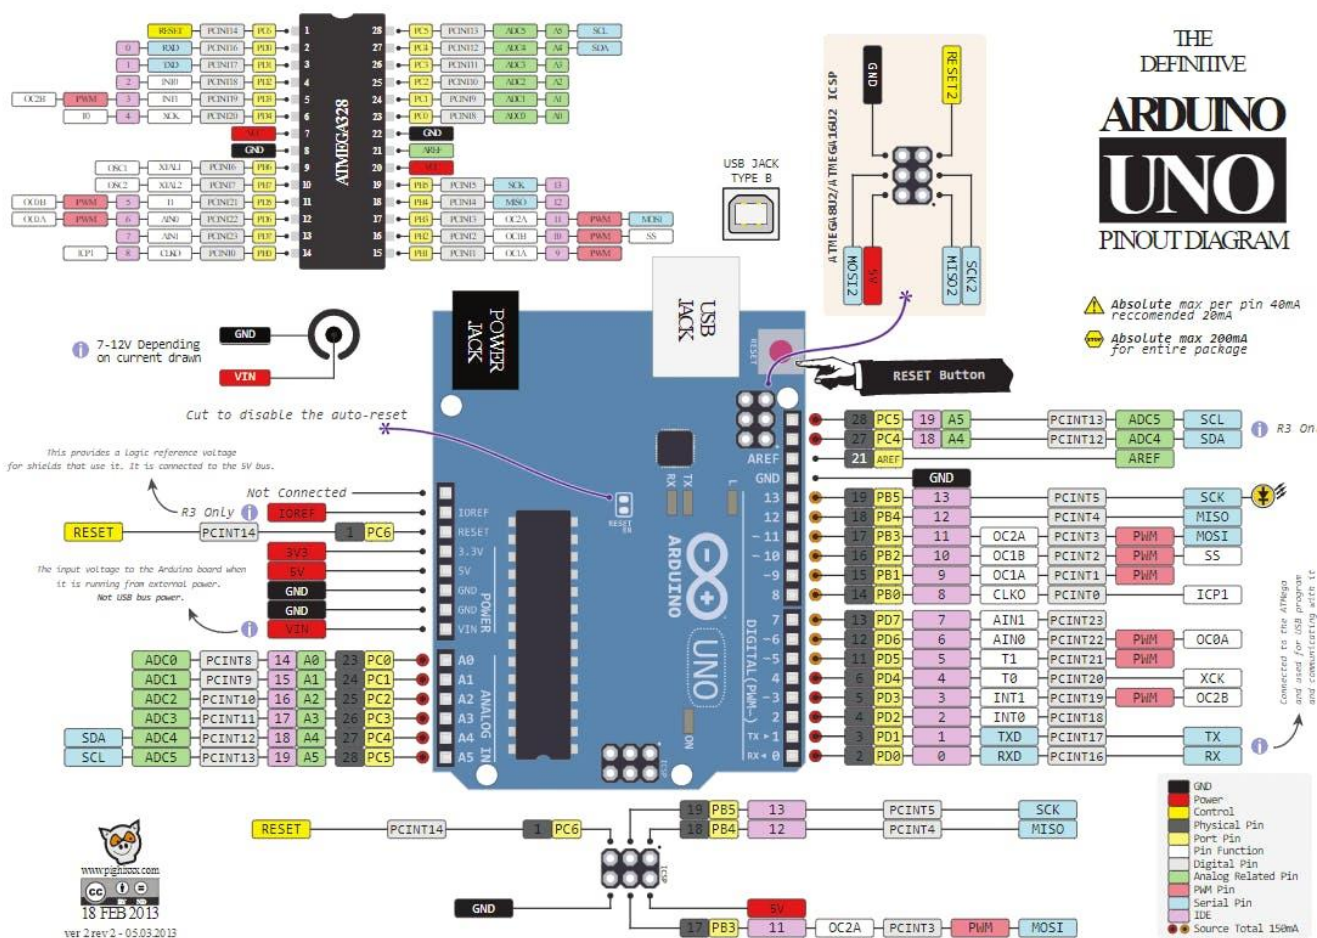 RESET PCINT14 PC6 1 28 PC5 PCINT13 ADC5 A5 SCL
0 RXD PCINT16 PD0 2 27 PC4 PCINT12 ADC4 A4 SDA
1 TXD PCINT17 PD1 3 26 PC3 PCINT11 ADC3 A3
2 INT0 PCINT18 PD2 4 25 PC2 PCINT10 ADC2 A2
OC2B PWM 3 INT1 PCINT19 PD3 5 24 PC1 PCINT9 ADC1 A1
T0 4 XCK PCINT20 PD4 6 23 PC0 PCINT8 ADC0 A0
7 22 GND
GND 8 21 AREF
OSC1 XTAL1 PCINT6 PB6 9 20
OSC2 XTAL2 PCINT7 PB7 10 19 PB5 PCINT5 SCK 13
OC0B PWM 5 T1 PCINT21 PD5 11 18 PB4 PCINT4 MISO 12
OC0A PWM 6 AIN0 PCINT22 PD6 12 17 PB3 PCINT3 OC2A 11 PWM MOSI
7 AIN1 PCINT23 PD7 13 16 PB2 PCINT2 OC1B 10 PWM SS
ICP1 8 CLKO PCINT0 PB0 14 15 PB1 PCINT1 OC1A 9 PWM
ATMEGA328
USB JACK
TYPE B
ATMEGA8U2/ATMEGA16U2 ICSP
GND RESET2
MOSI2 5V MISO2 SCK2
THE
DEFINITIVE
ARDUINO
UNO
PINOUT DIAGRAM
Absolute max per pin 40mA
reccomended 20mA
STOP
Absolute max 200mA
for entire package
GND
i 7-12V Depending
on current drawn
VIN
POWER
JACK
USB
JACK
RESET
RESET Button
Cut to disable the auto-reset
This provides a logic reference voltage
for shields that use it. It is connected to the 5V bus.
Not Connected
R3 Only i IOREF
RESET PCINT14 1 PC6
3V3
The input voltage to the Arduino board when
it is running from external power.
Not USB bus power.
5V
GND
GND
i VIN
ADC0 PCINT8 14 A0 23 PC0
ADC1 PCINT9 15 A1 24 PC1
ADC2 PCINT10 16 A2 25 PC2
ADC3 PCINT11 17 A3 26 PC3
SDA ADC4 PCINT12 18 A4 27 PC4
SCL ADC5 PCINT13 19 A5 28 PC5
IOREF
RESET
3.3V
5V
GND
GND
VIN
POWER
A0
A1
A2
A3
A4
A5
ANALOG IN
RESET
EN
RX TX L
ARDUINO
UNO
ON
ICSP
AREF
GND
13
12
~11
~10
~9
8
7
~6
~5
4
~3
2
TX ▸ 1
RX ◂ 0
DIGITAL (PWM~)
28 PC5 19 A5 PCINT13 ADC5 SCL i R3 On
27 PC4 18 A4 PCINT12 ADC4 SDA
21 AREF AREF
GND
19 PB5 13 PCINT5 SCK
18 PB4 12 PCINT4 MISO
17 PB3 11 OC2A PCINT3 PWM MOSI
16 PB2 10 OC1B PCINT2 PWM SS
15 PB1 9 OC1A PCINT1 PWM
14 PB0 8 CLKO PCINT0 ICP1
13 PD7 7 AIN1 PCINT23
12 PD6 6 AIN0 PCINT22 PWM OC0A
11 PD5 5 T1 PCINT21 PWM
6 PD4 4 T0 PCINT20 XCK
5 PD3 3 INT1 PCINT19 PWM OC2B
4 PD2 2 INT0 PCINT18
3 PD1 1 TXD PCINT17 TX
2 PD0 0 RXD PCINT16 RX i
Connected to the ATMega
and used for USB program
and communicating with it
19 PB5 13 PCINT5 SCK
RESET PCINT14 1 PC6 18 PB4 12 PCINT4 MISO
ICSP
GND 5V
17 PB3 11 OC2A PCINT3 PWM MOSI
GND
Power
Control
Physical Pin
Port Pin
Pin Function
Digital Pin
Analog Related Pin
PWM Pin
Serial Pin
IDE
Source Total 150mA
www.pighixxx.com
cc BY ND
18 FEB 2013
ver 2 rev 2 - 05.03.2013